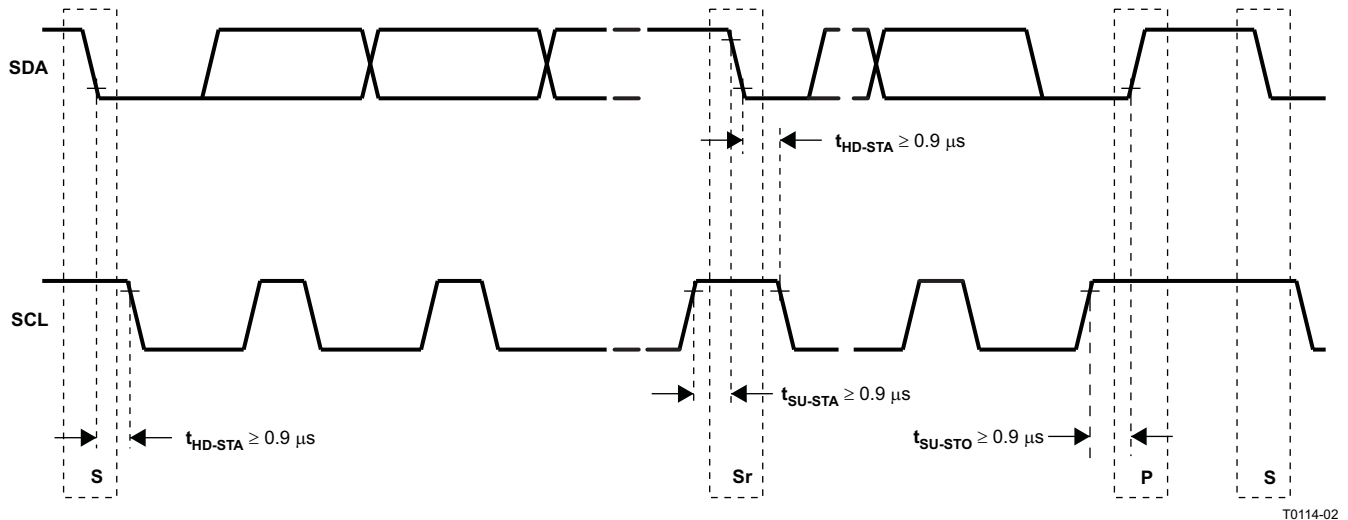 SDA
t_HD-STA ≥ 0.9 μs
SCL
t_SU-STA ≥ 0.9 μs
t_HD-STA ≥ 0.9 μs
t_SU-STO ≥ 0.9 μs
S
Sr
P
S
T0114-02